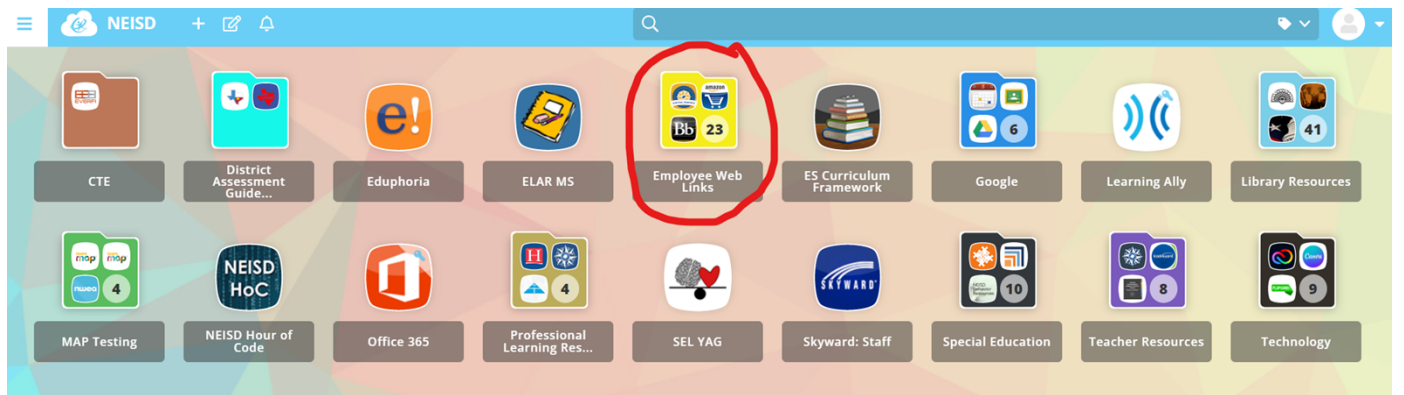 NEISD
EVERFI
e!
amazon
Bb
23
6
41
CTE
District
Assessment
Guide...
Eduphoria
ELAR MS
Employee Web
Links
ES Curriculum
Framework
Google
Learning Ally
Library Resources
map
map
nwea
4
NEISD
HoC
H
4
SKYWARD
10
8
Canva
9
MAP Testing
NEISD Hour of
Code
Office 365
Professional
Learning Res...
SEL YAG
Skyward: Staff
Special Education
Teacher Resources
Technology